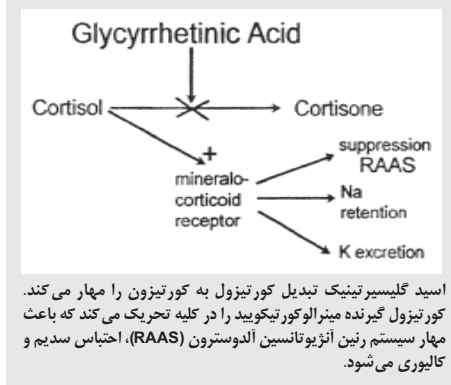 Glycyrrhetinic Acid
Cortisol
Cortisone
+
mineralo-
corticoid
receptor
suppression
RAAS
Na
retention
K excretion
اسید گلیسیرتینیک تبدیل کورتیزول به کورتیزون را مهار می‌کند.
کورتیزول گیرنده مینرالوکورتیکویید را در کلیه تحریک می‌کند که باعث
مهار سیستم رنین آنژیوتانسین آلدوسترون (RAAS)، احتباس سدیم و
کالیوری می‌شود.